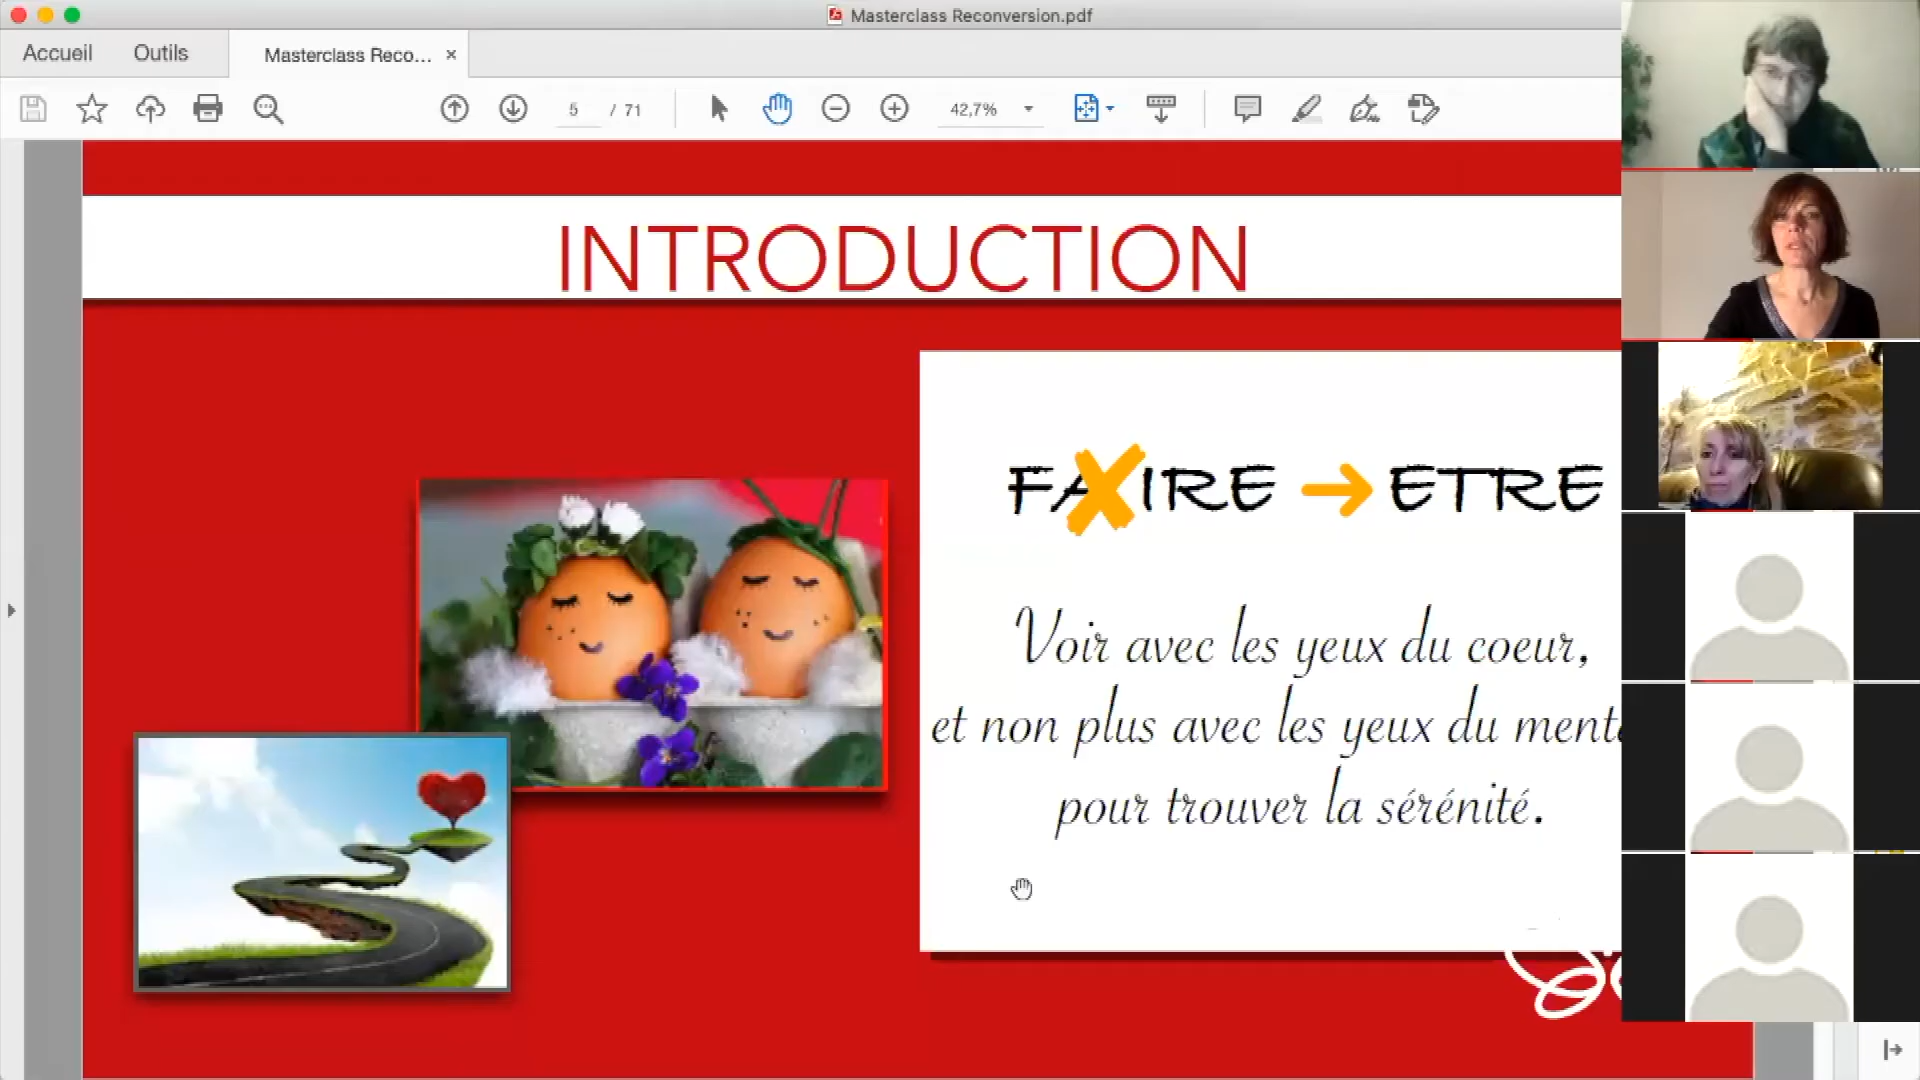 Masterclass Reconversion.pdf
Accueil Outils Masterclass Reco... ×
5 / 71 42,7%
INTRODUCTION
FAIRE → ETRE
Voir avec les yeux du coeur,
et non plus avec les yeux du
pour trouver la sérénité.